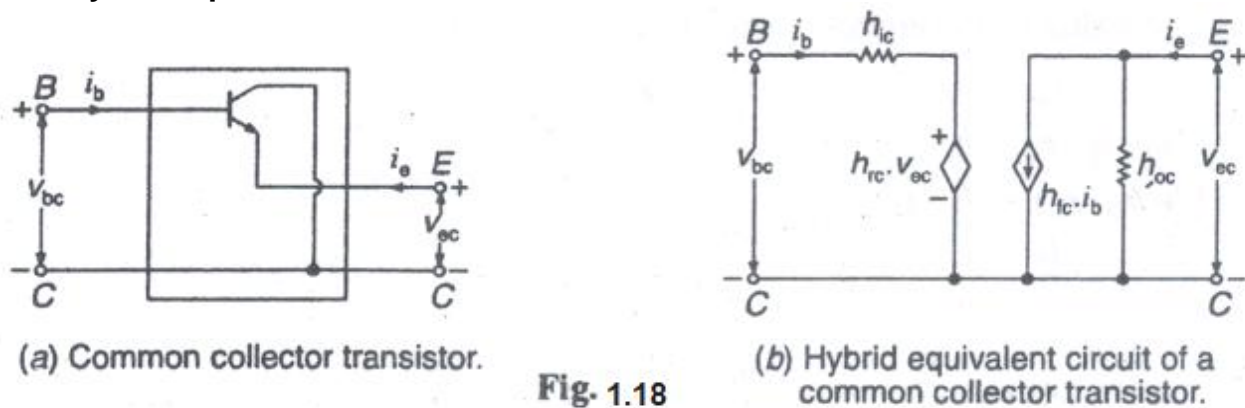 B
+
i_b
v_bc
i_e
E
+
v_ec
−
C
C
−
(a) Common collector transistor.
B
+
i_b
h_ic
v_bc
+
h_rc.v_ec
−
h_fc.i_b
h_oc
i_e
E
+
v_ec
−
C
C
−
(b) Hybrid equivalent circuit of a
common collector transistor.
Fig. 1.18